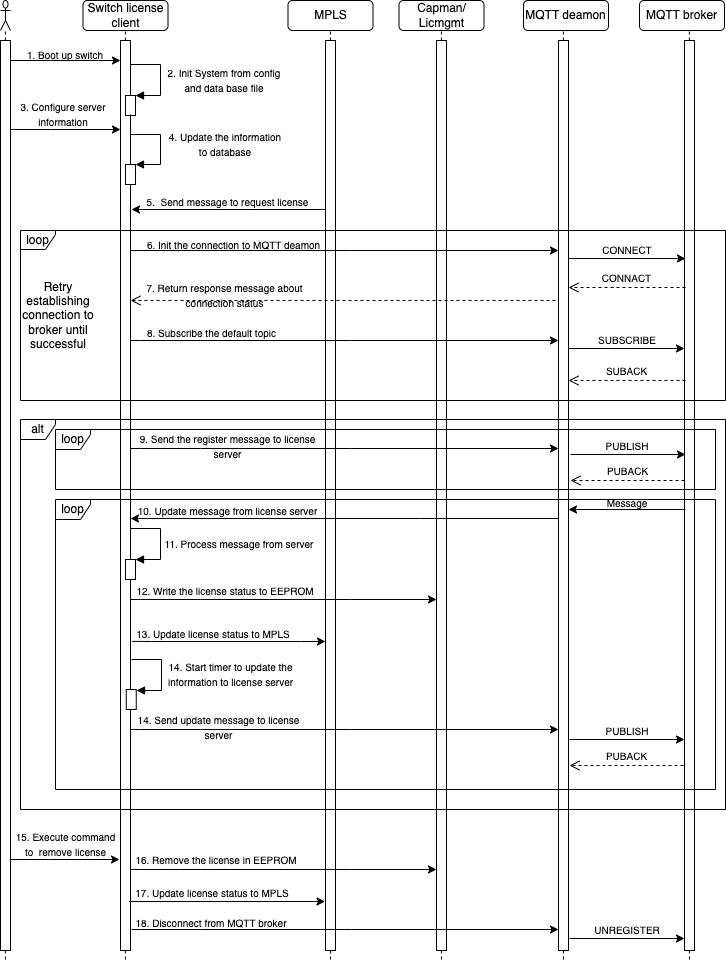 Switch license
client
MPLS
Capman/
Licmgmt
MQTT deamon
MQTT broker
1. Boot up switch
2. Init System from config
and data base file
3. Configure server
information
4. Update the information
to database
5.  Send message to request license
loop
6. Init the connection to MQTT deamon
CONNECT
Retry
establishing
connection to
broker until
successful
CONNACT
7. Return response message about
connection status
8. Subscribe the default topic
SUBSCRIBE
SUBACK
alt
loop
9. Send the register message to license
server
PUBLISH
PUBACK
loop
Message
10. Update message from license server
11. Process message from server
12. Write the license status to EEPROM
13. Update license status to MPLS
14. Start timer to update the
information to license server
14. Send update message to license
server
PUBLISH
PUBACK
15. Execute command
to  remove license
16. Remove the license in EEPROM
17. Update license status to MPLS
18. Disconnect from MQTT broker
UNREGISTER